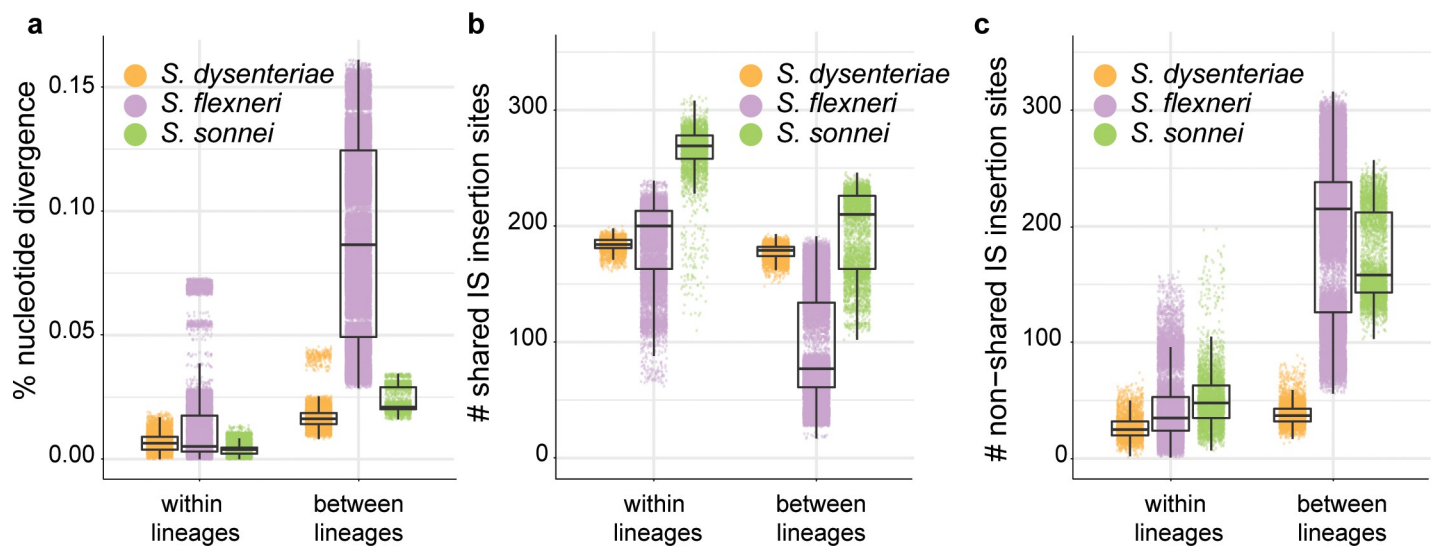 a
% nucleotide divergence
0.15
0.10
0.05
0.00
S. dysenteriae
S. flexneri
S. sonnei
within
lineages
between
lineages
b
# shared IS insertion sites
300
200
100
0
S. dysenteriae
S. flexneri
S. sonnei
within
lineages
between
lineages
c
# non−shared IS insertion sites
300
200
100
0
S. dysenteriae
S. flexneri
S. sonnei
within
lineages
between
lineages